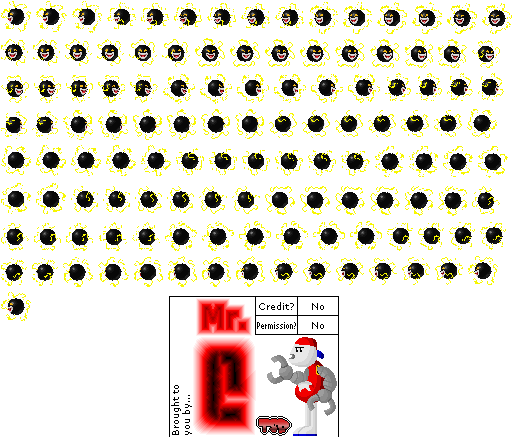 Mr.
C
Credit? No
Permission? No
Brought to
you by...